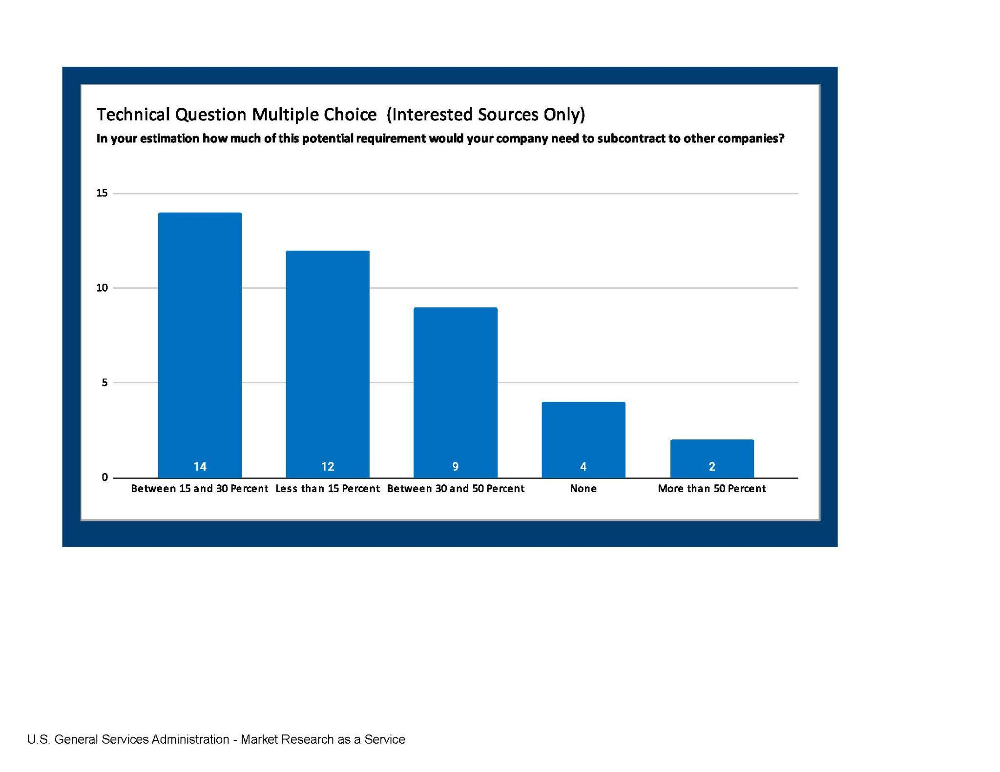 Technical Question Multiple Choice  (Interested Sources Only)
In your estimation how much of this potential requirement would your company need to subcontract to other companies?
15
10
5
0
14 12 9 4 2
Between 15 and 30 Percent Less than 15 Percent Between 30 and 50 Percent None More than 50 Percent
U.S. General Services Administration - Market Research as a Service